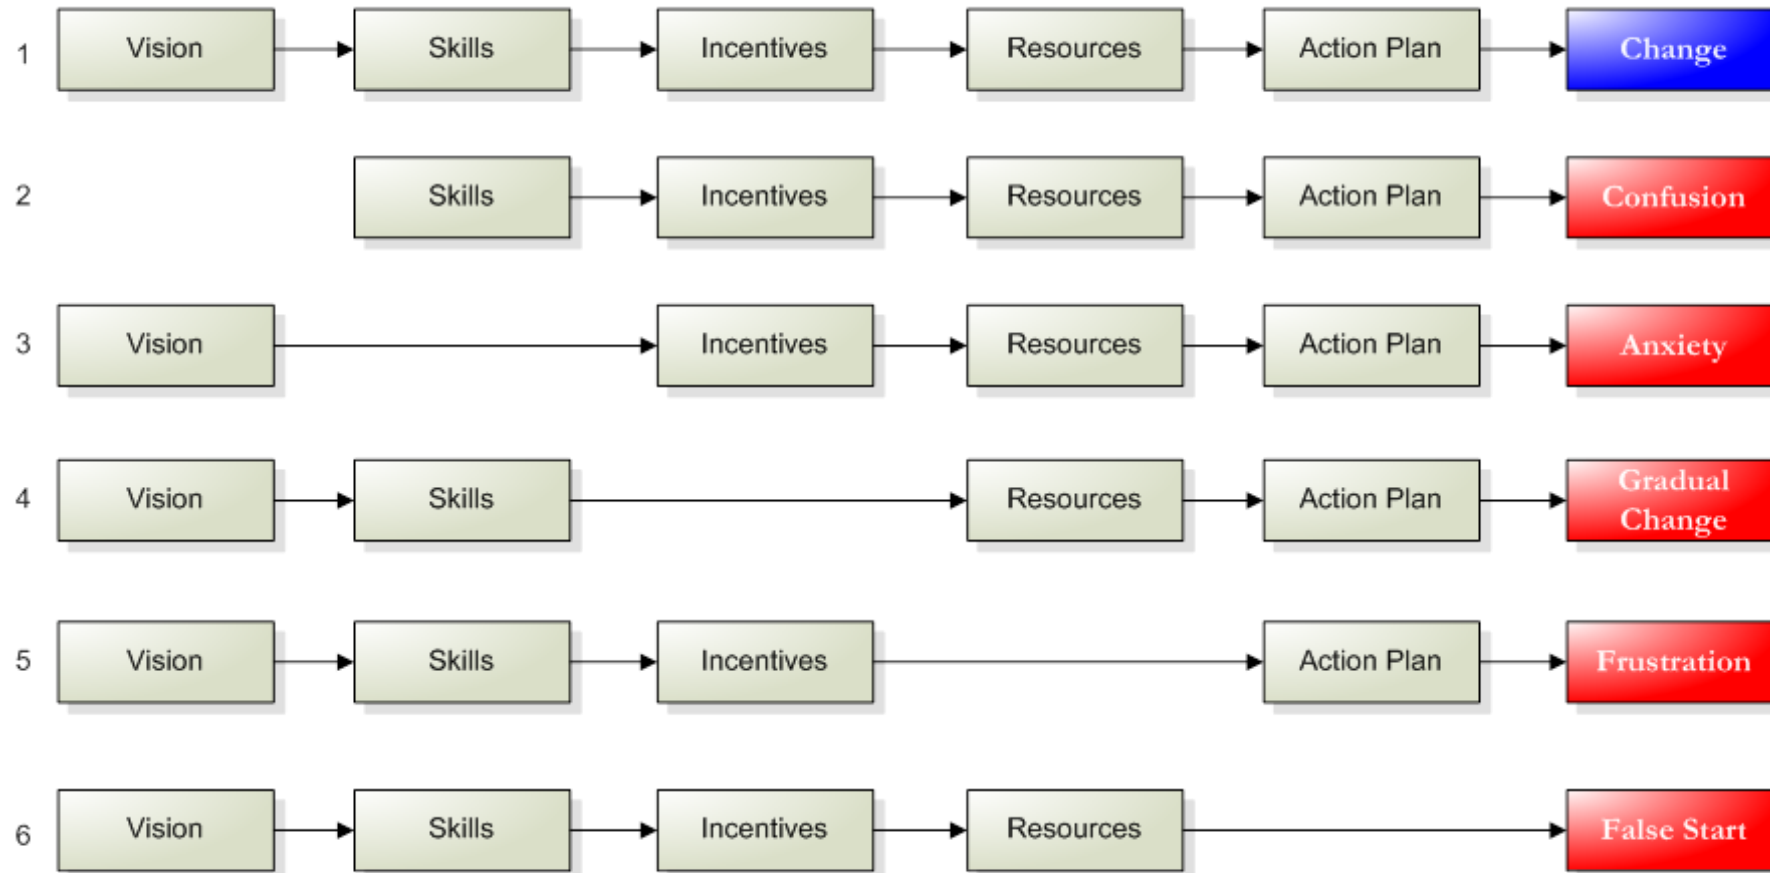 1 Vision Skills Incentives Resources Action Plan Change
2 Skills Incentives Resources Action Plan Confusion
3 Vision Incentives Resources Action Plan Anxiety
4 Vision Skills Resources Action Plan Gradual
Change
5 Vision Skills Incentives Action Plan Frustration
6 Vision Skills Incentives Resources False Start